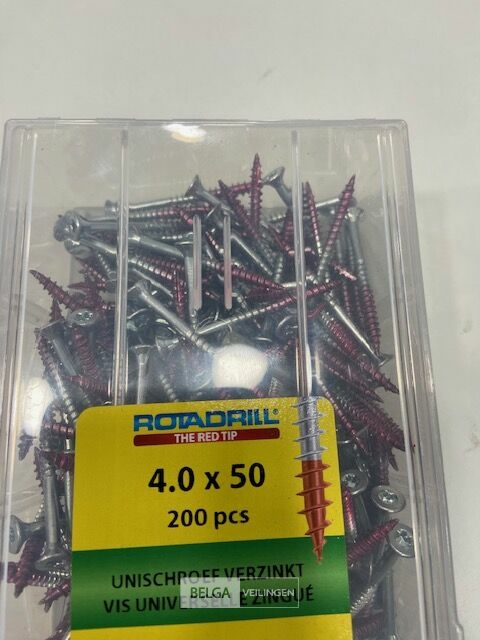 ROTADRILL®
THE RED TIP
4.0 x 50
200 pcs
UNISCHROEF VERZINKT
BELGA VEILINGEN
VIS UNIVERSELLE ZINGUÉ